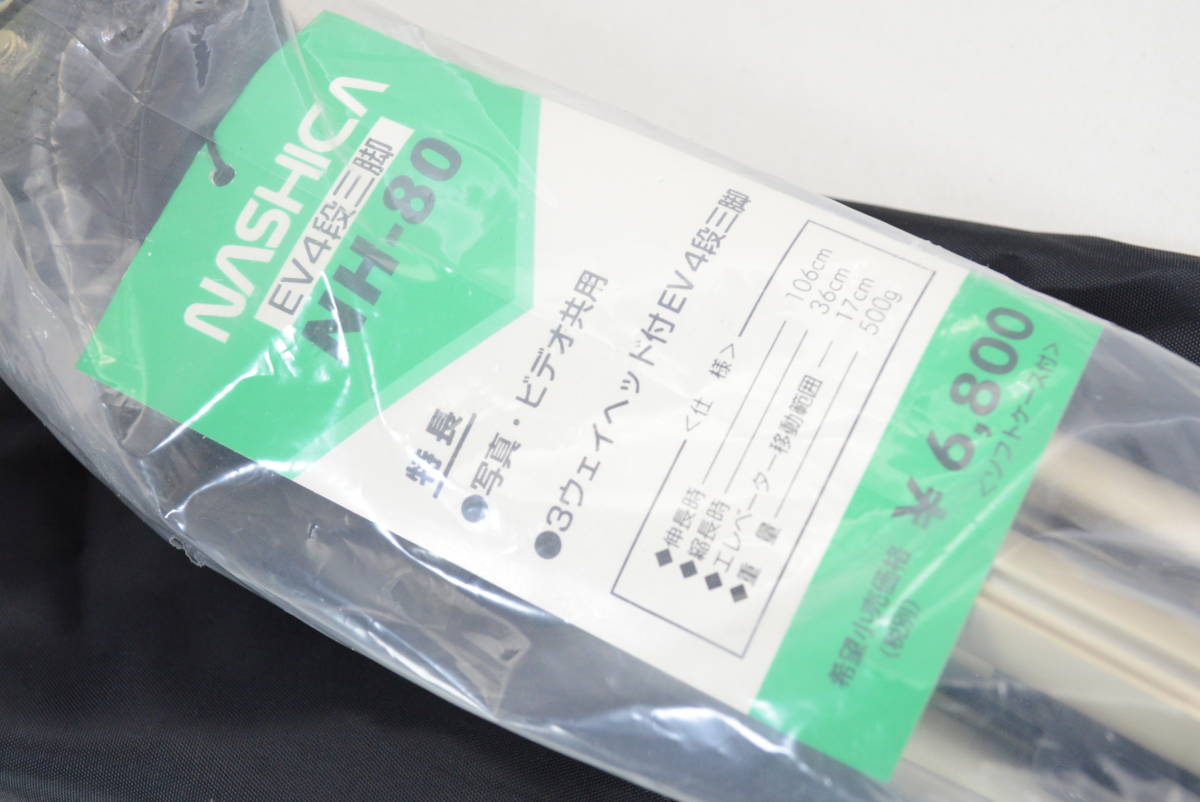 NASHICA
EV4段三脚
NH-80
特長
●写真・ビデオ共用
●3ウェイヘッド付EV4段三脚
<仕 様>
◆伸長時 106cm
◆縮長時 36cm
◆エレベーター移動範囲 17cm
◆重 量 500g
希望小売価格 ¥6,800
(税別) <ソフトケース付>